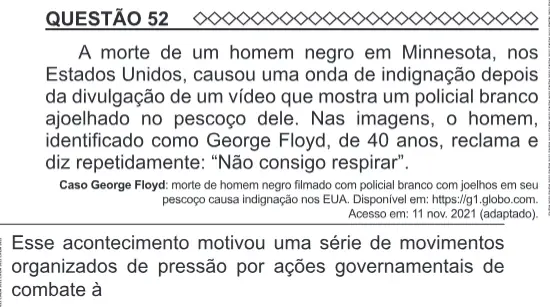 QUESTÃO 52
A morte de um homem negro em Minnesota, nos
Estados Unidos, causou uma onda de indignação depois
da divulgação de um vídeo que mostra um policial branco
ajoelhado no pescoço dele. Nas imagens, o homem,
identificado como George Floyd, de 40 anos, reclama e
diz repetidamente: “Não consigo respirar”.
Caso George Floyd: morte de homem negro filmado com policial branco com joelhos em seu
pescoço causa indignação nos EUA. Disponível em: https://g1.globo.com.
Acesso em: 11 nov. 2021 (adaptado).
Esse acontecimento motivou uma série de movimentos
organizados de pressão por ações governamentais de
combate à